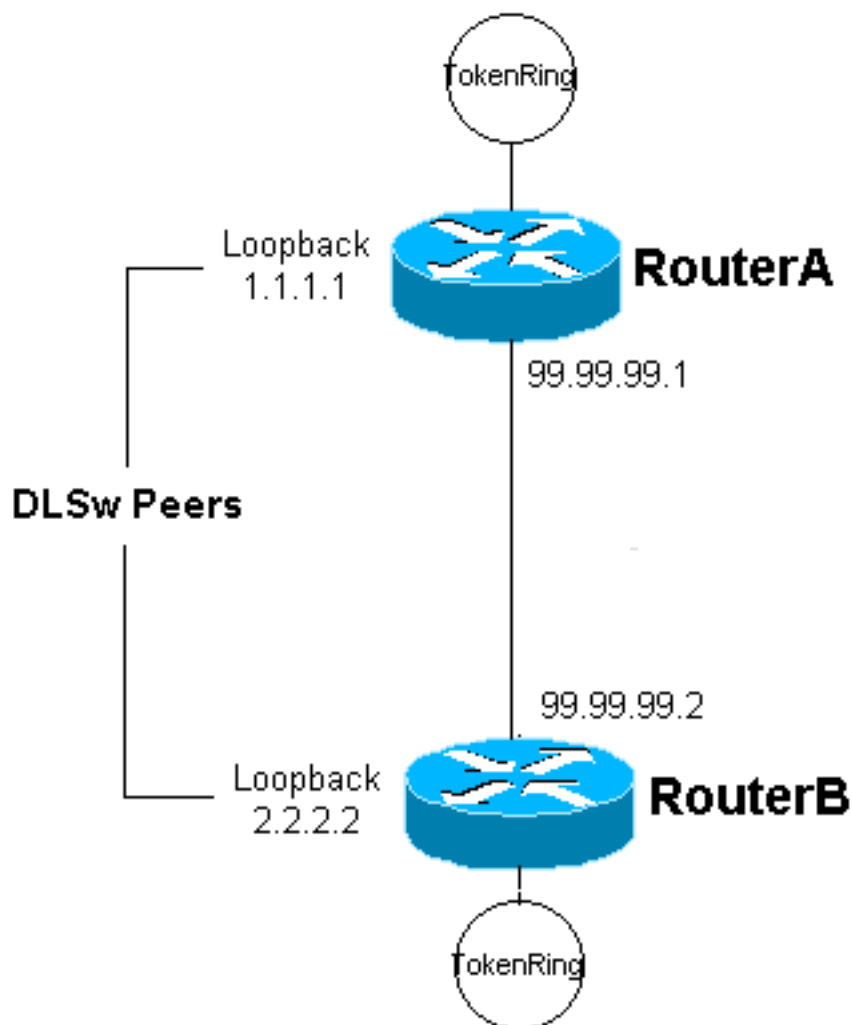 TokenRing
Loopback
1.1.1.1
RouterA
99.99.99.1
DLSw Peers
99.99.99.2
Loopback
2.2.2.2
RouterB
TokenRing